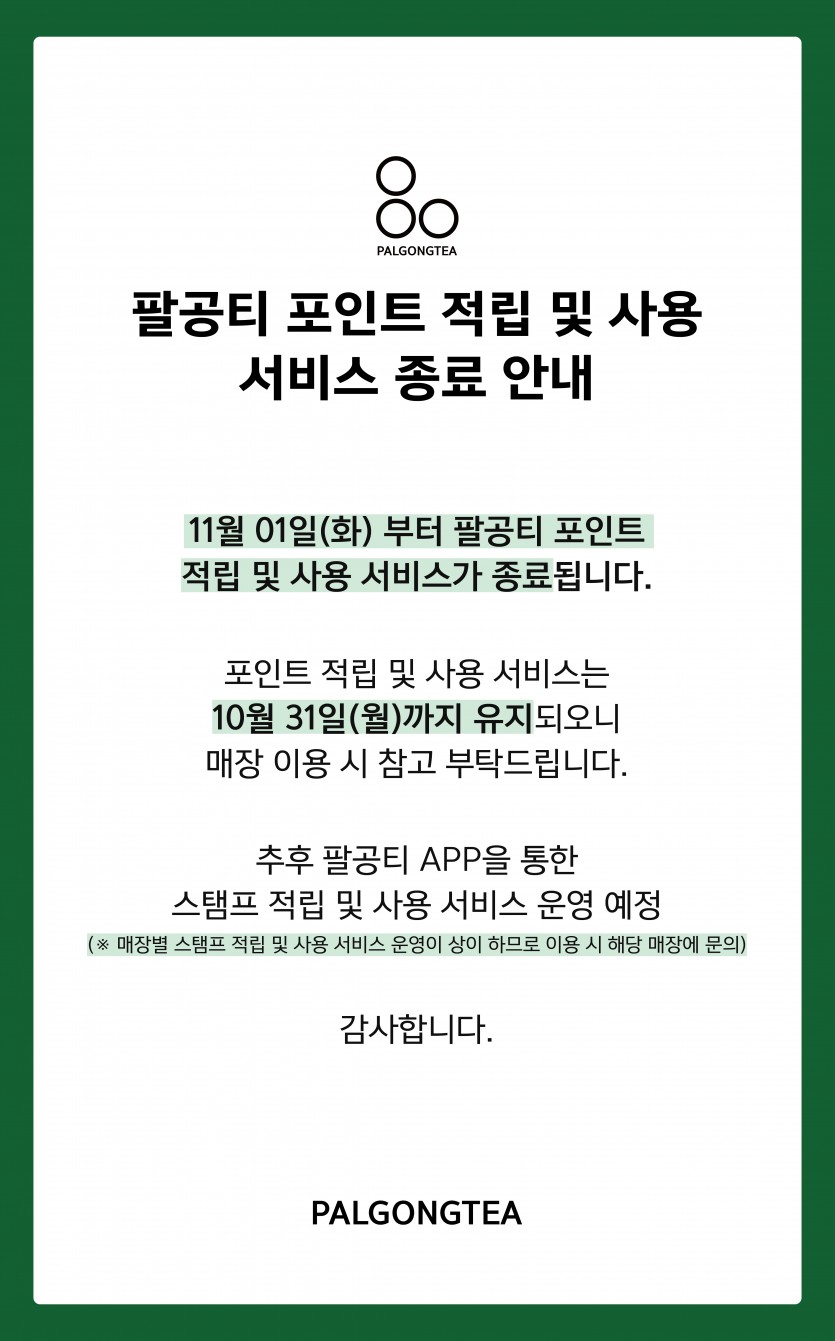 PALGONGTEA
팔공티 포인트 적립 및 사용
서비스 종료 안내
11월 01일(화) 부터 팔공티 포인트
적립 및 사용 서비스가 종료됩니다.
포인트 적립 및 사용 서비스는
10월 31일(월)까지 유지되오니
매장 이용 시 참고 부탁드립니다.
추후 팔공티 APP을 통한
스탬프 적립 및 사용 서비스 운영 예정
(※ 매장별 스탬프 적립 및 사용 서비스 운영이 상이 하므로 이용 시 해당 매장에 문의)
감사합니다.
PALGONGTEA